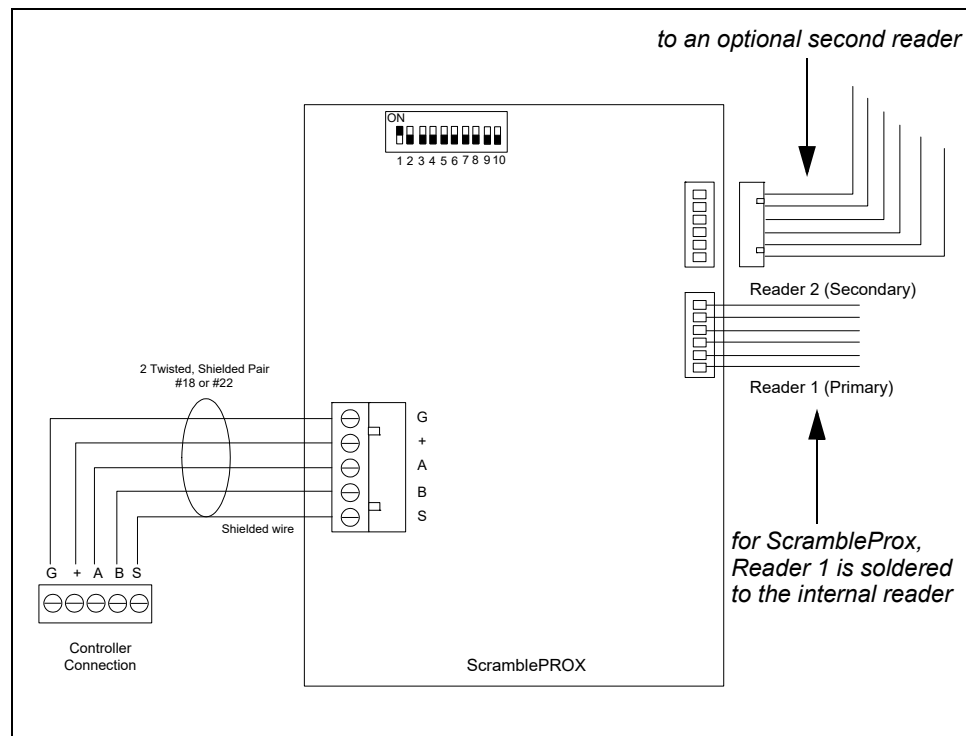 to an optional second reader
ON
1 2 3 4 5 6 7 8 9 10
Reader 2 (Secondary)
Reader 1 (Primary)
2 Twisted, Shielded Pair
#18 or #22
G
+
A
B
S
Shielded wire
for ScrambleProx,
Reader 1 is soldered
to the internal reader
G + A B S
Controller
Connection
ScramblePROX